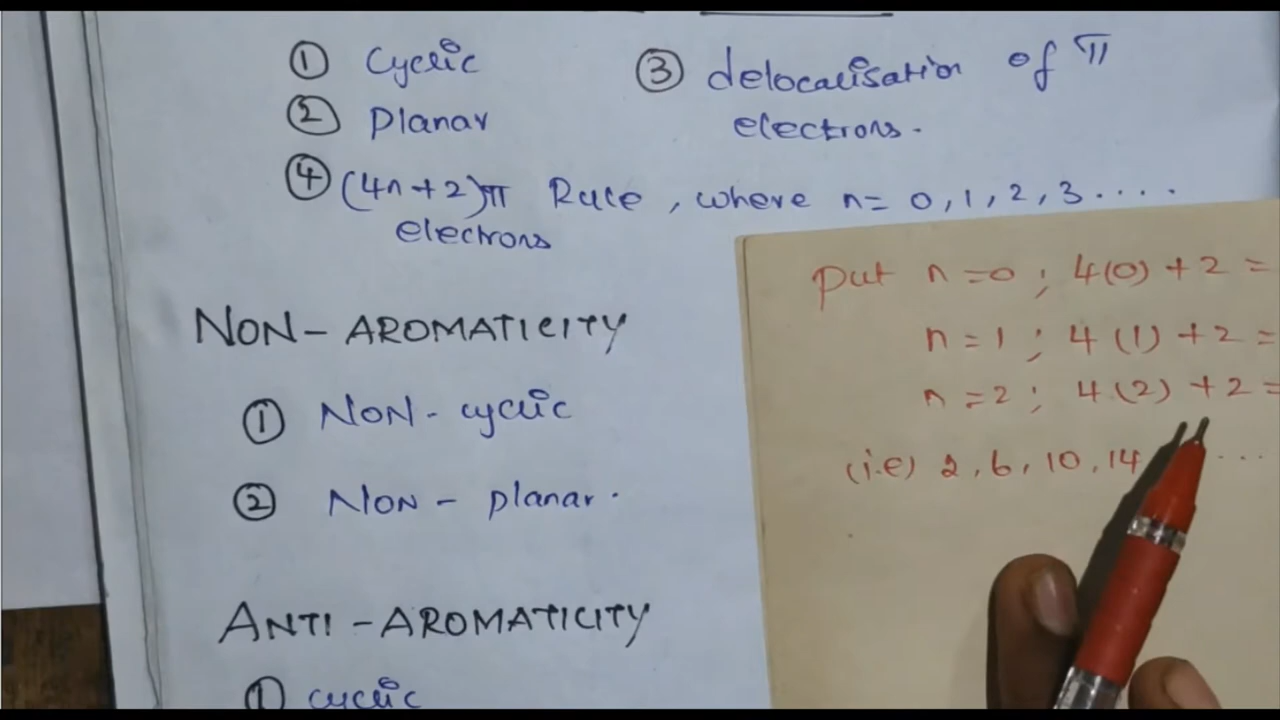 ① Cyclic
② Planar
③ delocalisation of π
electrons.
④ (4n+2)π Rule, where n= 0,1,2,3....
electrons
NON-AROMATICITY
① NON-cyclic
② NON-planar.
ANTI-AROMATICITY
① cyclic
Put n=0; 4(0)+2=
n=1; 4(1)+2=
n=2; 4(2)+2=
(i.e) 2,6,10,14 ...